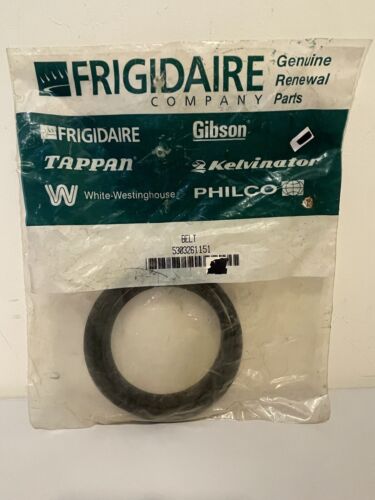 FRIGIDAIRE
COMPANY
Genuine
Renewal
Parts
FRIGIDAIRE
Gibson
TAPPAN
Kelvinator
White-Westinghouse
PHILCO
BELT
5303261151